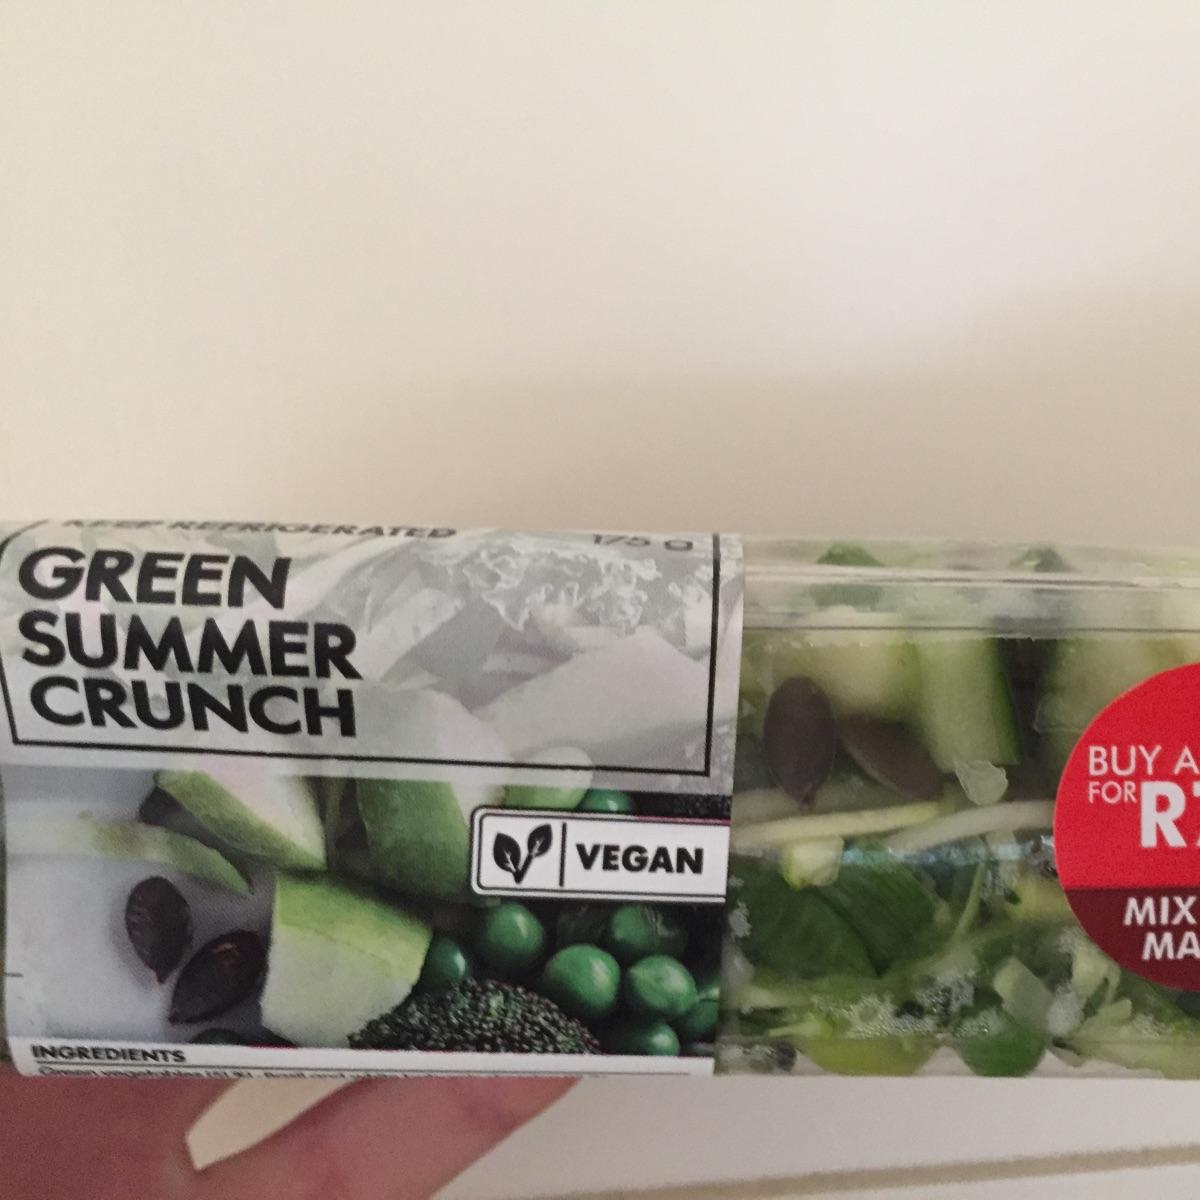 KEEP REFRIGERATED 175 g
GREEN
SUMMER
CRUNCH
VEGAN
INGREDIENTS
BUY A
FOR R
MIX
MA